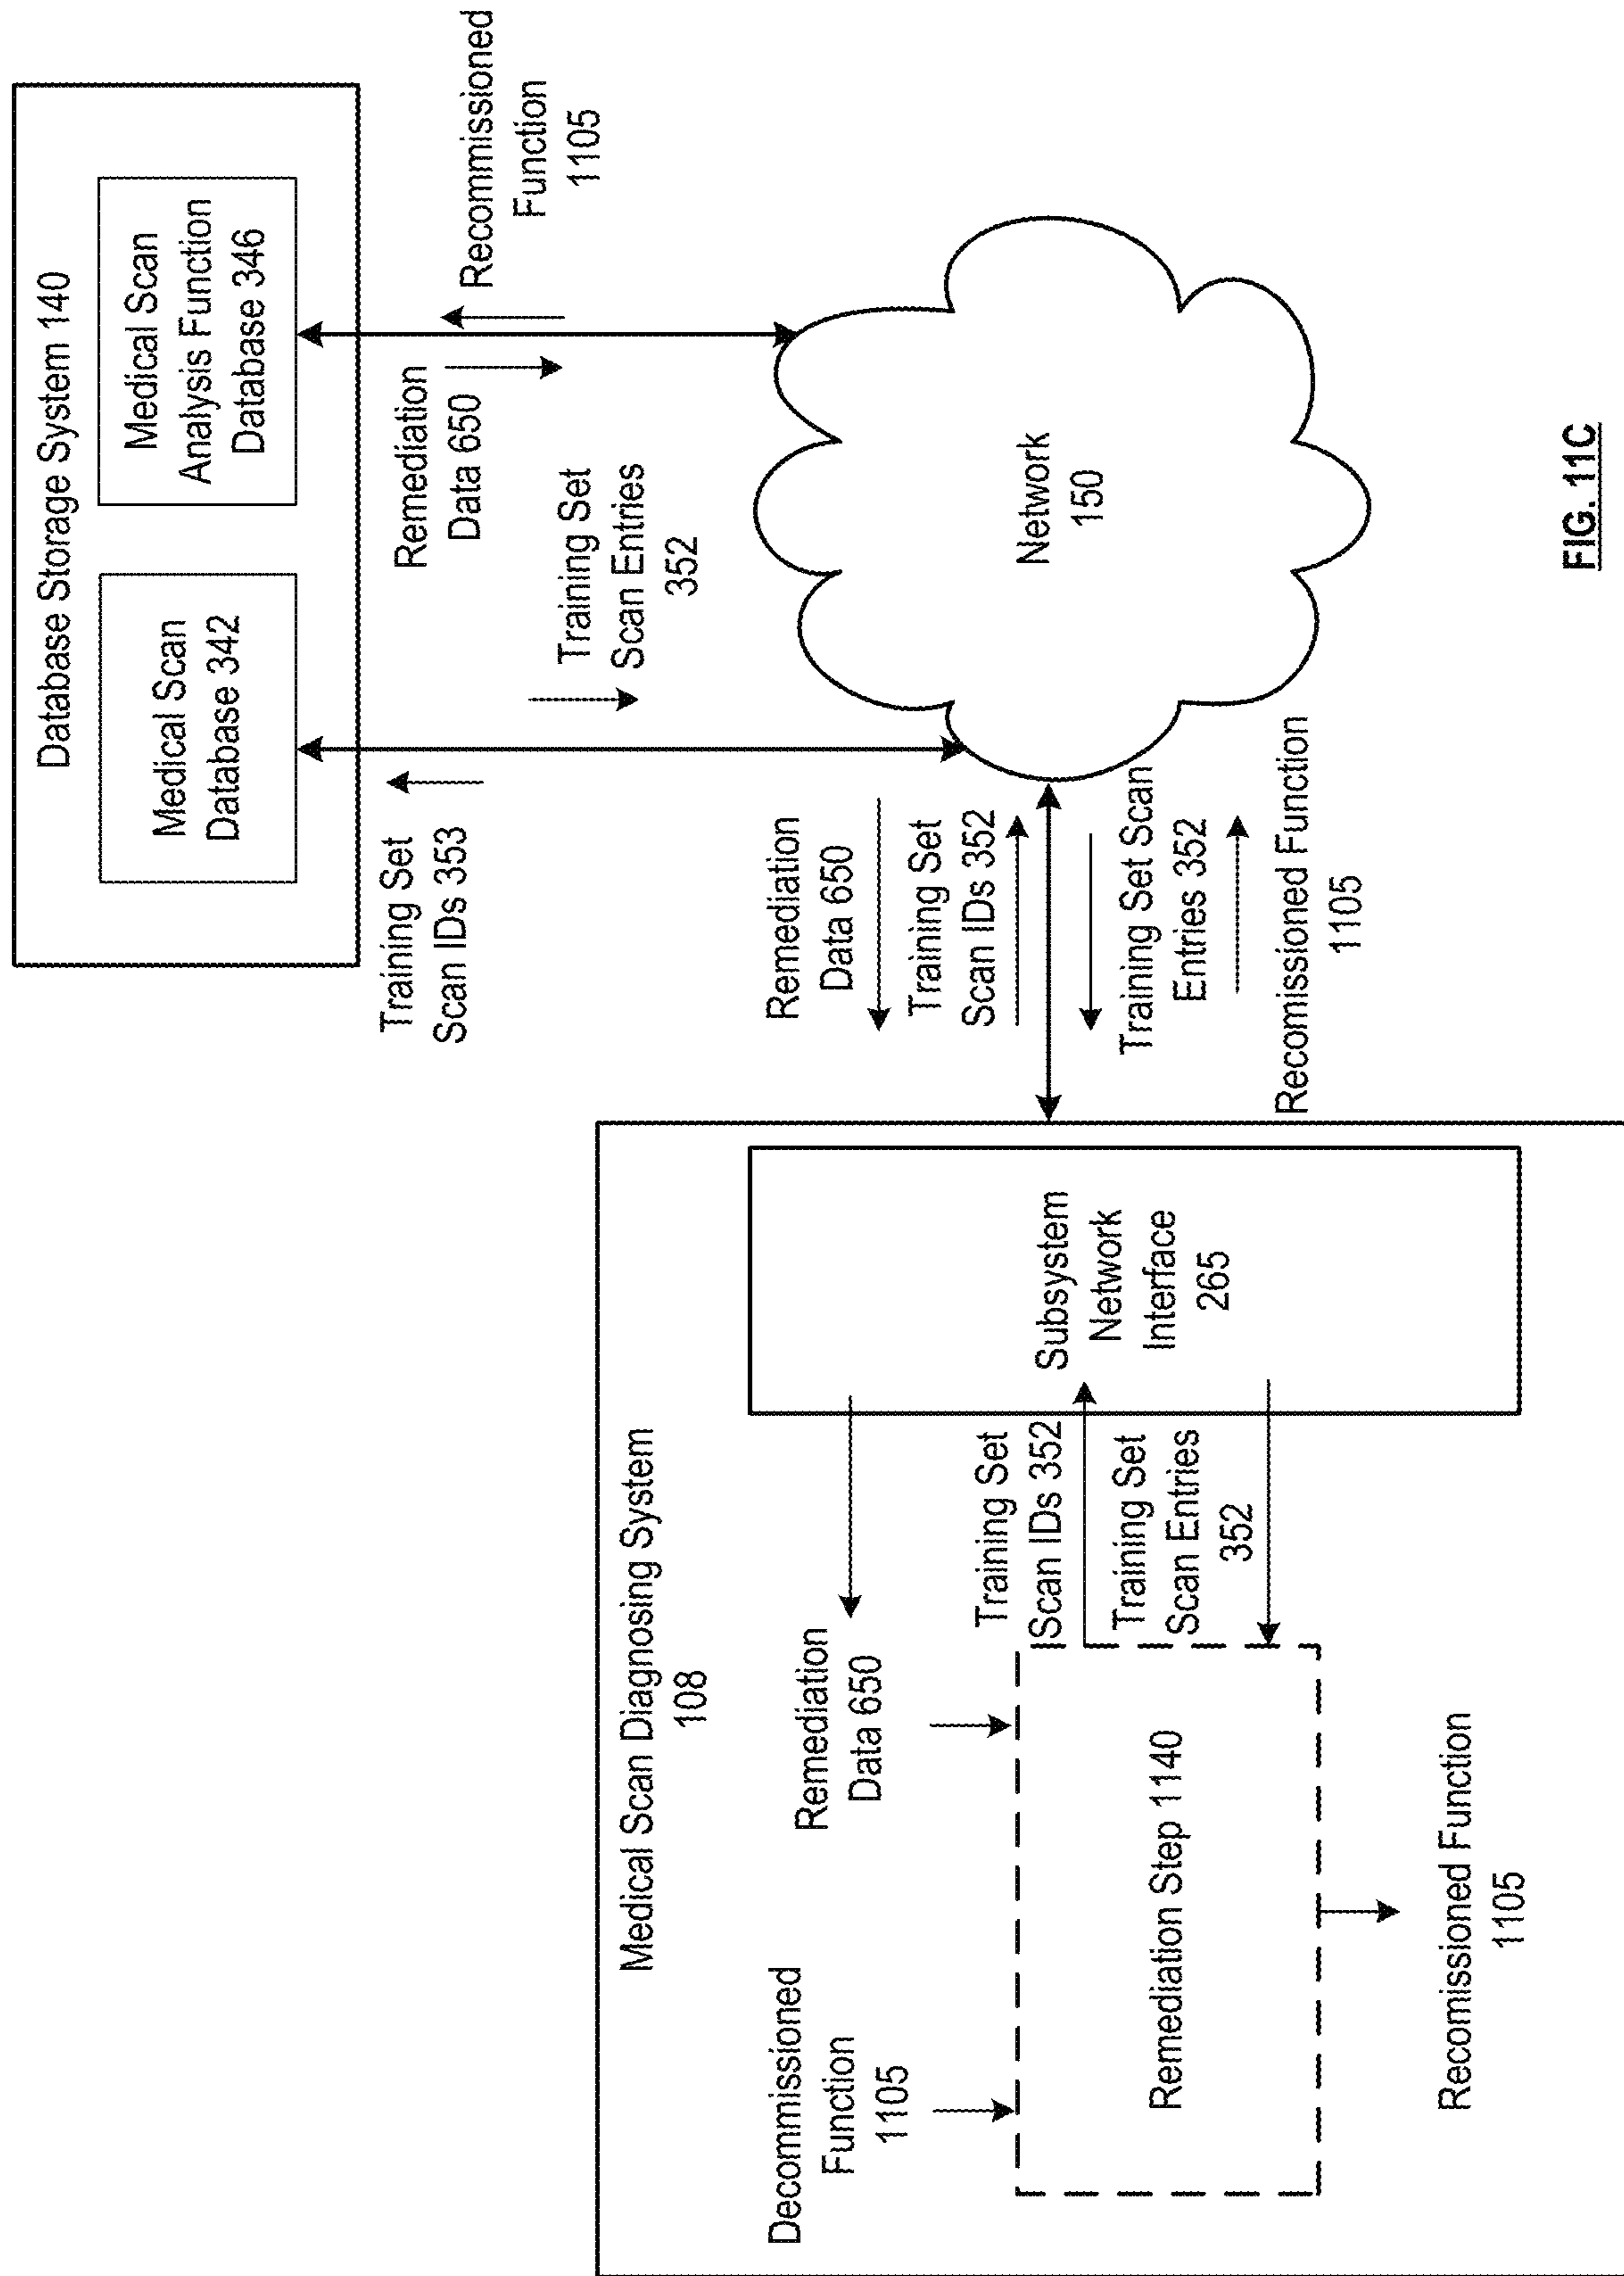 Database Storage System 140
Medical Scan
Database 342
Medical Scan
Analysis Function
Database 346
Training Set
Scan IDs 353
Training Set
Scan Entries
352
Remediation
Data 650
Recommissioned
Function
1105
Network
150
Remediation
Data 650
Training Set
Scan IDs 352
Training Set Scan
Entries 352
Recomissioned Function
1105
Medical Scan Diagnosing System
108
Subsystem
Network
Interface
265
Decommissioned
Function
1105
Remediation
Data 650
Training Set
Scan IDs 352
Training Set
Scan Entries
352
Remediation Step 1140
Recomissioned Function
1105
FIG. 11C